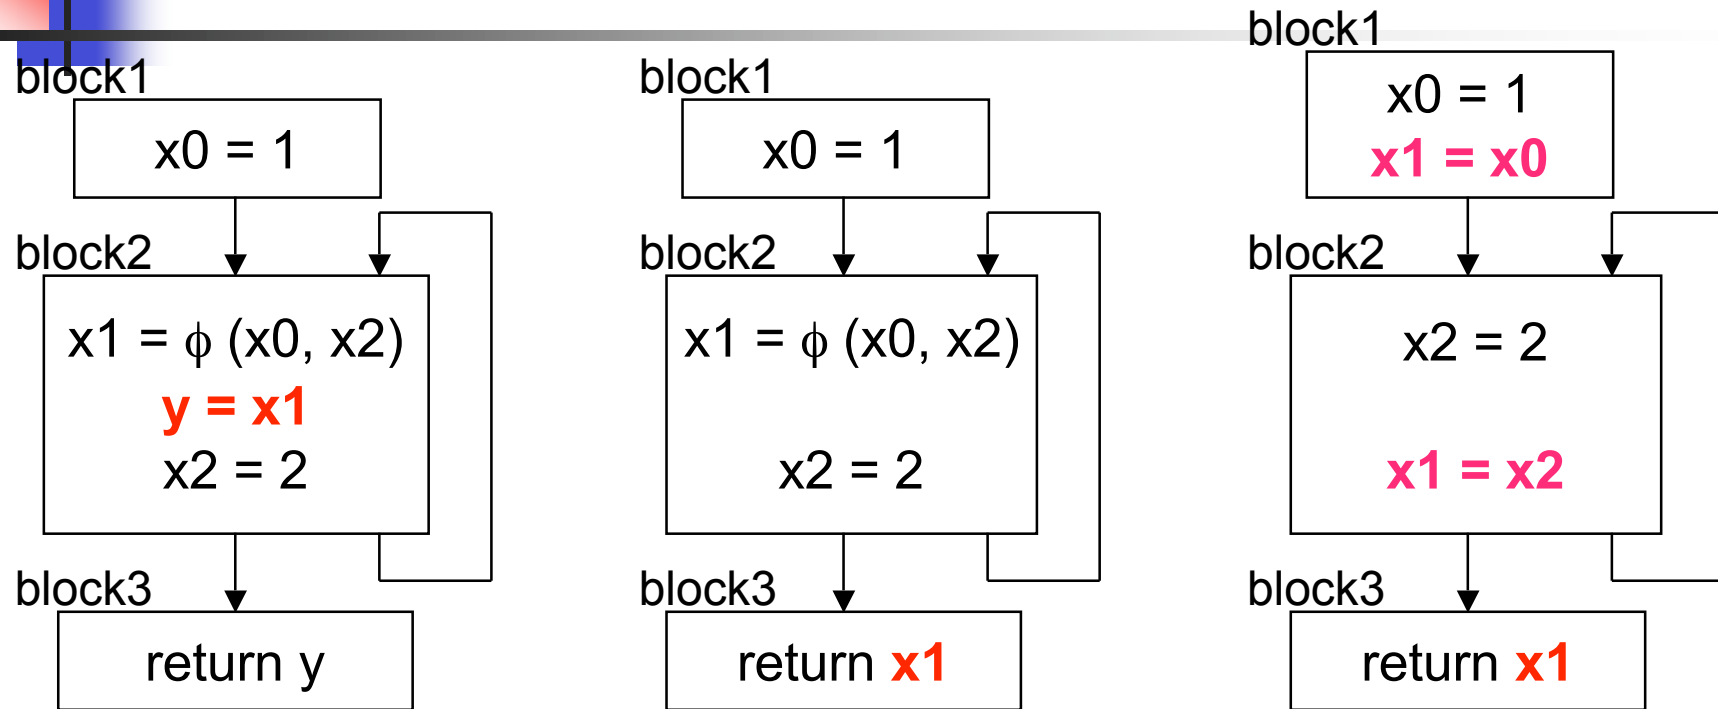 block1
x0 = 1
block2
x1 = ϕ (x0, x2)
y = x1
x2 = 2
block3
return y
block1
x0 = 1
block2
x1 = ϕ (x0, x2)
x2 = 2
block3
return x1
block1
x0 = 1
x1 = x0
block2
x2 = 2
x1 = x2
block3
return x1